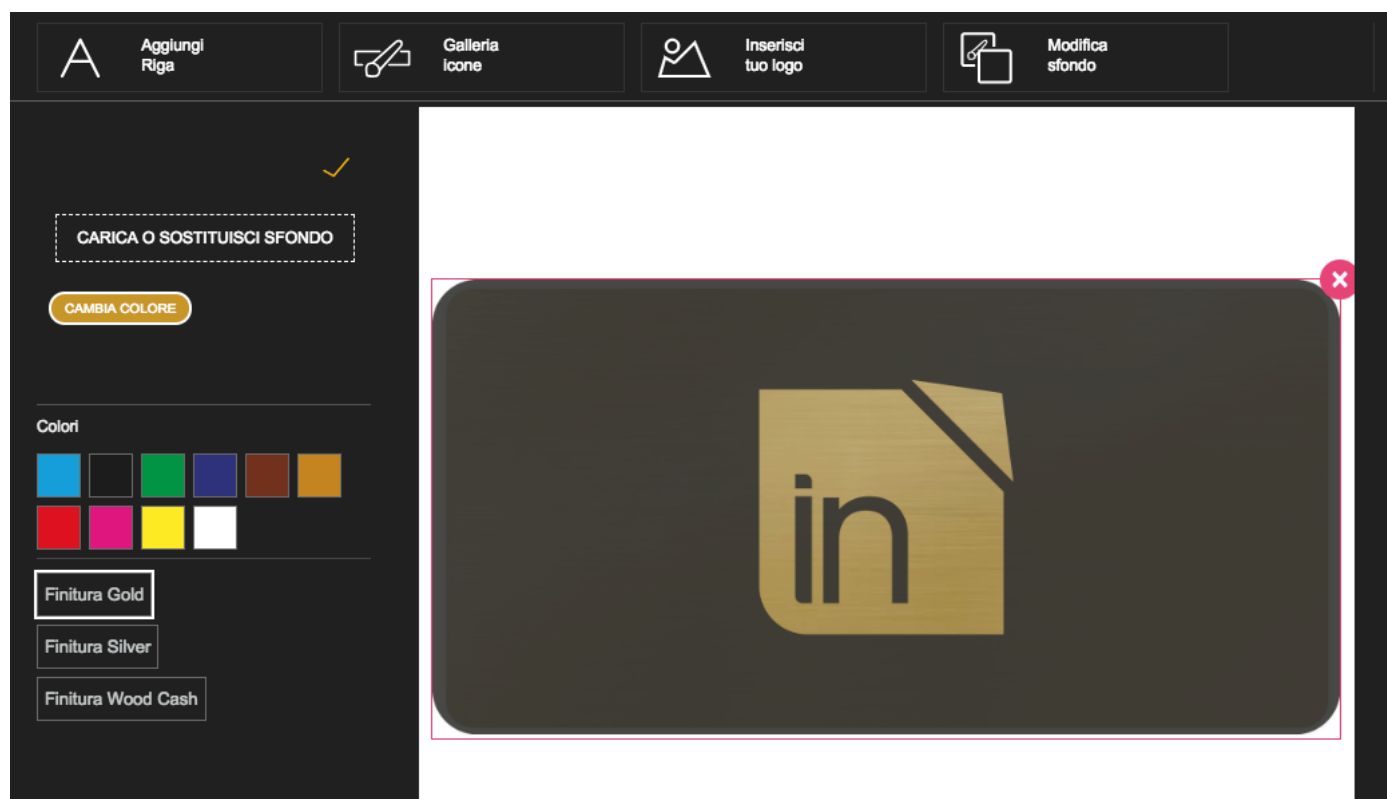 Aggiungi
Riga
Galleria
icone
Inserisci
tuo logo
Modifica
sfondo
CARICA O SOSTITUISCI SFONDO
CAMBIA COLORE
Colori
Finitura Gold
Finitura Silver
Finitura Wood Cash
in